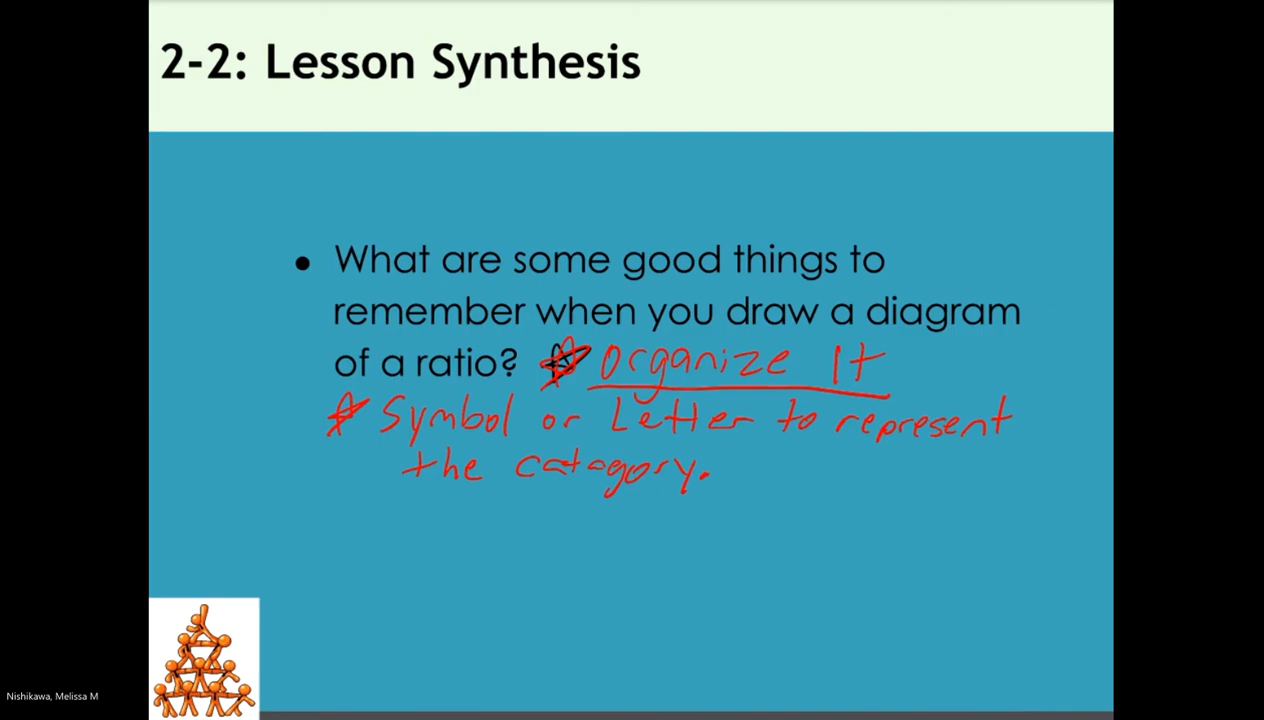 2-2: Lesson Synthesis
• What are some good things to
remember when you draw a diagram
of a ratio? Organize It
Symbol or Letter to represent
the catagory.
Nishikawa, Melissa M